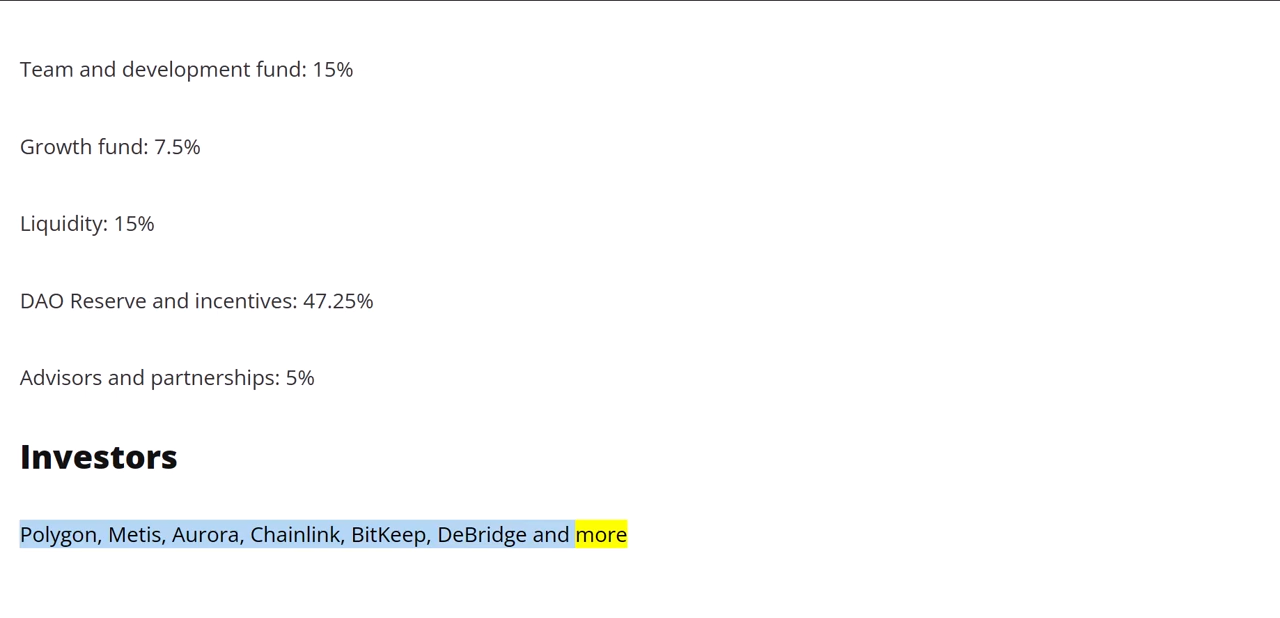 Team and development fund: 15%
Growth fund: 7.5%
Liquidity: 15%
DAO Reserve and incentives: 47.25%
Advisors and partnerships: 5%
Investors
Polygon, Metis, Aurora, Chainlink, BitKeep, DeBridge and more